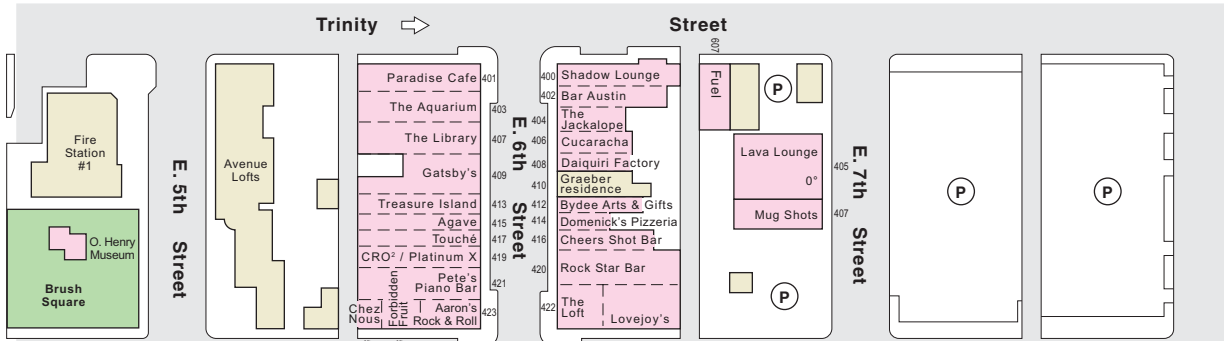 Trinity
Street
Fire
Station
#1
O. Henry
Museum
Brush
Square
E. 5th Street
Avenue
Lofts
Paradise Cafe
401
The Aquarium
403
The Library
407
Gatsby's
409
Treasure Island
413
Agave
415
Touché
417
CRO² / Platinum X
419
Pete's
Piano Bar
421
Chez
Nous
Forbidden
Fruit
Aaron's
Rock & Roll
423
E. 6th Street
400
Shadow Lounge
402
Bar Austin
404
The
Jackalope
406
Cucaracha
408
Daiquiri Factory
410
Graeber
residence
412
Bydee Arts & Gifts
414
Domenick's Pizzeria
416
Cheers Shot Bar
420
Rock Star Bar
422
The
Loft
Lovejoy's
607
Fuel
P
Lava Lounge
405
0°
Mug Shots
407
P
E. 7th Street
P
P